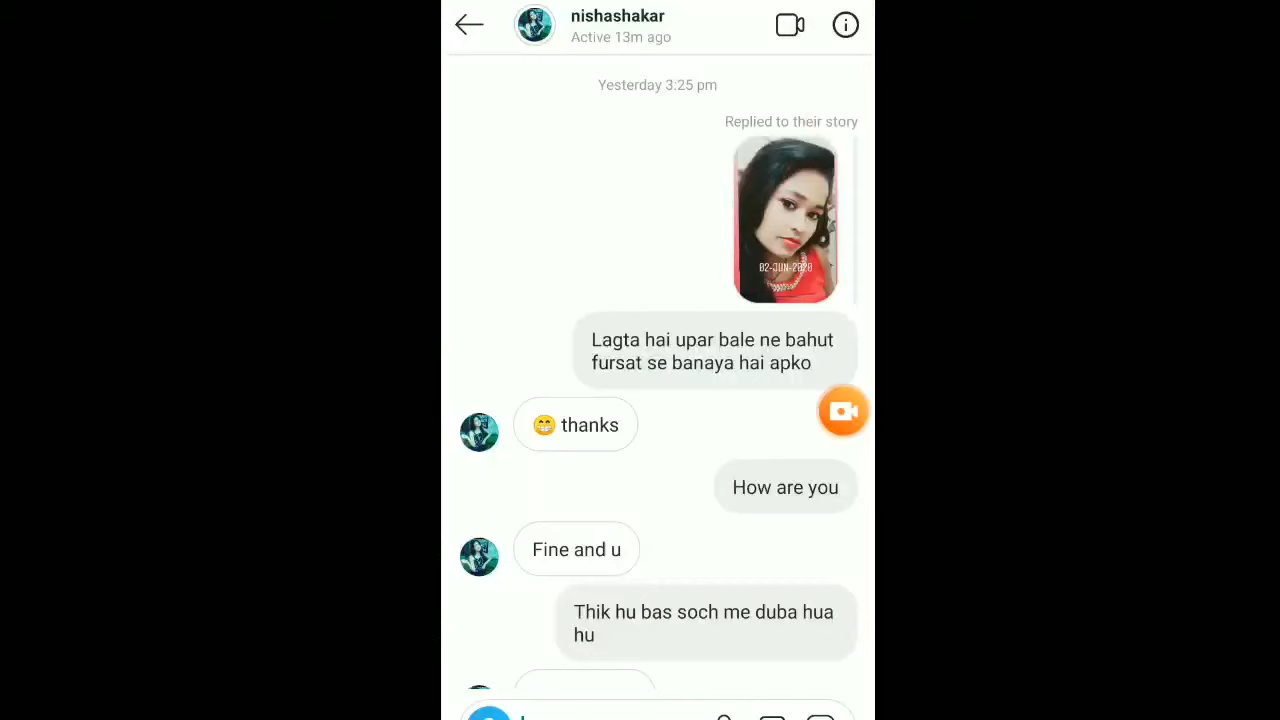 nishashakar
Active 13m ago
Yesterday 3:25 pm
Replied to their story
02-JUN-2020
Lagta hai upar bale ne bahut
fursat se banaya hai apko
😁 thanks
How are you
Fine and u
Thik hu bas soch me duba hua
hu